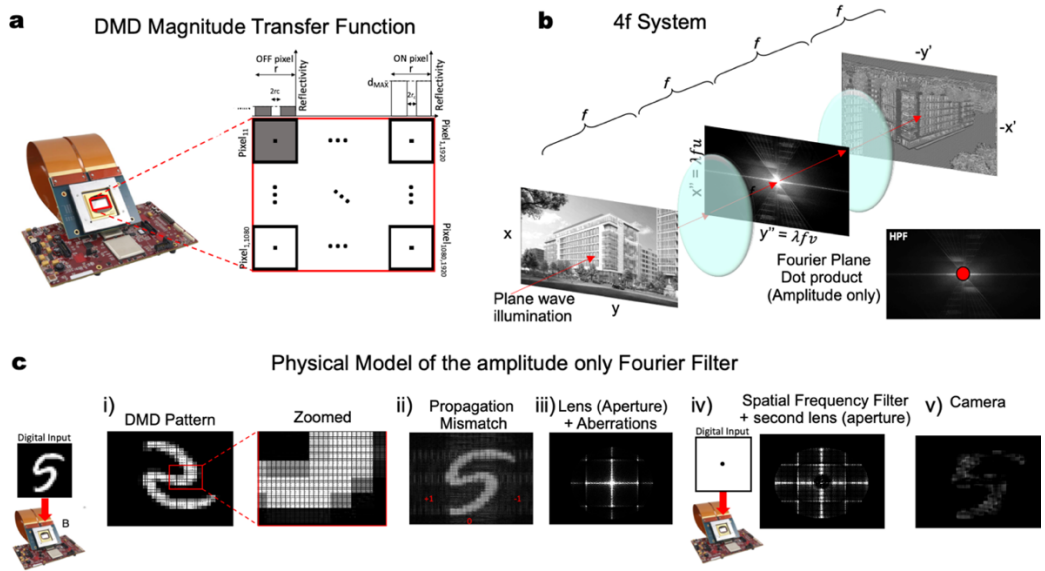 a
DMD Magnitude Transfer Function
OFF pixel
r
2rc
Reflectivity
ON pixel
r
dMAX
2rc
Reflectivity
Pixel11
Pixel1,1920
Pixel1,1080
Pixel1080,1920
b
4f System
f
f
f
f
x
y
Plane wave
illumination
x'' = λfu
y'' = λfv
Fourier Plane
Dot product
(Amplitude only)
-y'
-x'
HPF
c
Physical Model of the amplitude only Fourier Filter
Digital Input
B
i)
DMD Pattern
Zoomed
ii)
Propagation
Mismatch
+1
0
-1
iii)
Lens (Aperture)
+ Aberrations
iv)
Digital Input
Spatial Frequency Filter
+ second lens (aperture)
v)
Camera